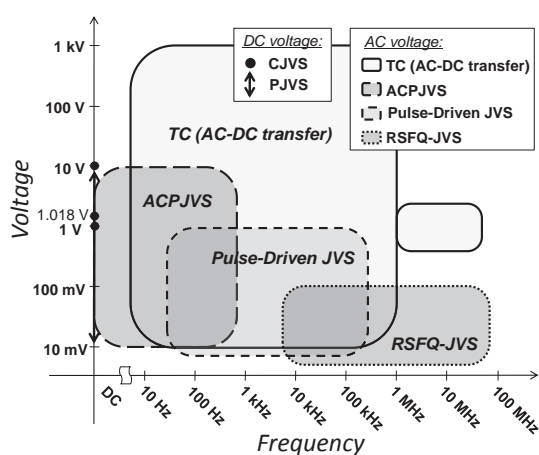 1 kV
100 V
10 V
1.018 V
1 V
100 mV
10 mV
Voltage
DC voltage:
CJVS
PJVS
AC voltage:
TC (AC-DC transfer)
ACPJVS
Pulse-Driven JVS
RSFQ-JVS
TC (AC-DC transfer)
ACPJVS
Pulse-Driven JVS
RSFQ-JVS
DC
10 Hz
100 Hz
1 kHz
10 kHz
100 kHz
1 MHz
10 MHz
100 MHz
Frequency